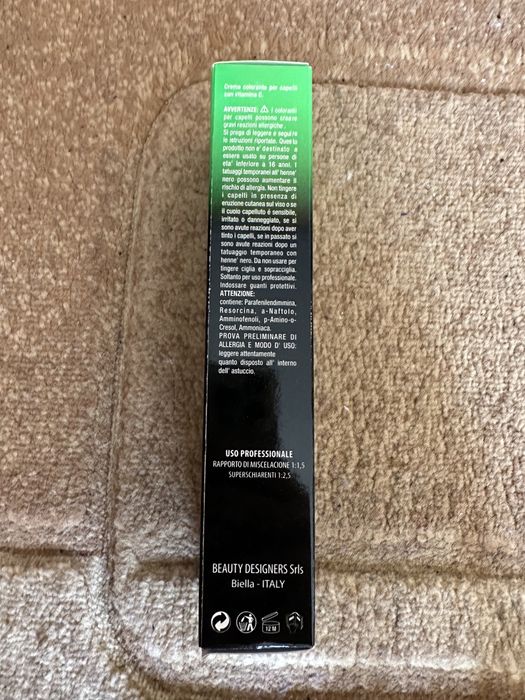 Crema colorante per capelli
con vitamina C.
AVVERTENZE: ⚠ I coloranti
per capelli possono creare
gravi reazioni allergiche.
Si prega di leggere e seguire
le istruzioni riportate. Questo
prodotto non e' destinato a
essere usato su persone di
eta' inferiore a 16 anni. I
tatuaggi temporanei all' henne'
nero possono aumentare il
rischio di allergia. Non tingere
i capelli in presenza di
eruzione cutanea sul viso o se
il cuoio capelluto è sensibile,
irritato o danneggiato, se si
sono avute reazioni dopo aver
tinto i capelli, se in passato si
sono avute reazioni dopo un
tatuaggio temporaneo con
henne' nero. Da non usare per
tingere ciglia e sopracciglia.
Soltanto per uso professionale.
Indossare guanti protettivi.
ATTENZIONE:
contiene: Parafenilendimmina,
Resorcina, a-Naftolo,
Amminofenoli, p-Amino-o-
Cresol, Ammoniaca.
PROVA PRELIMINARE DI
ALLERGIA E MODO D' USO:
leggere attentamente
quanto disposto all' interno
dell' astuccio.
USO PROFESSIONALE
RAPPORTO DI MISCELAZIONE 1:1,5
SUPERSCHIARENTI 1:2,5
BEAUTY DESIGNERS Srls
Biella - ITALY
12 M